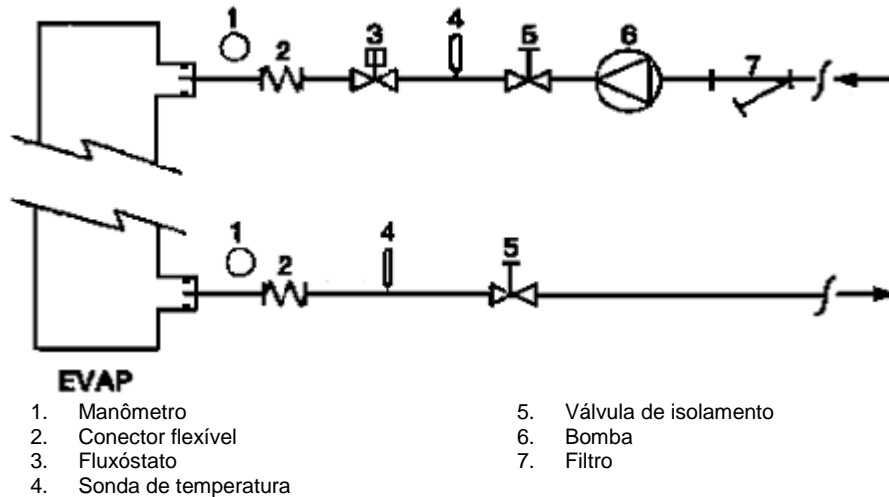 1
2
3
4
5
6
7
1
2
4
5
EVAP
1. Manômetro
2. Conector flexível
3. Fluxóstato
4. Sonda de temperatura
5. Válvula de isolamento
6. Bomba
7. Filtro